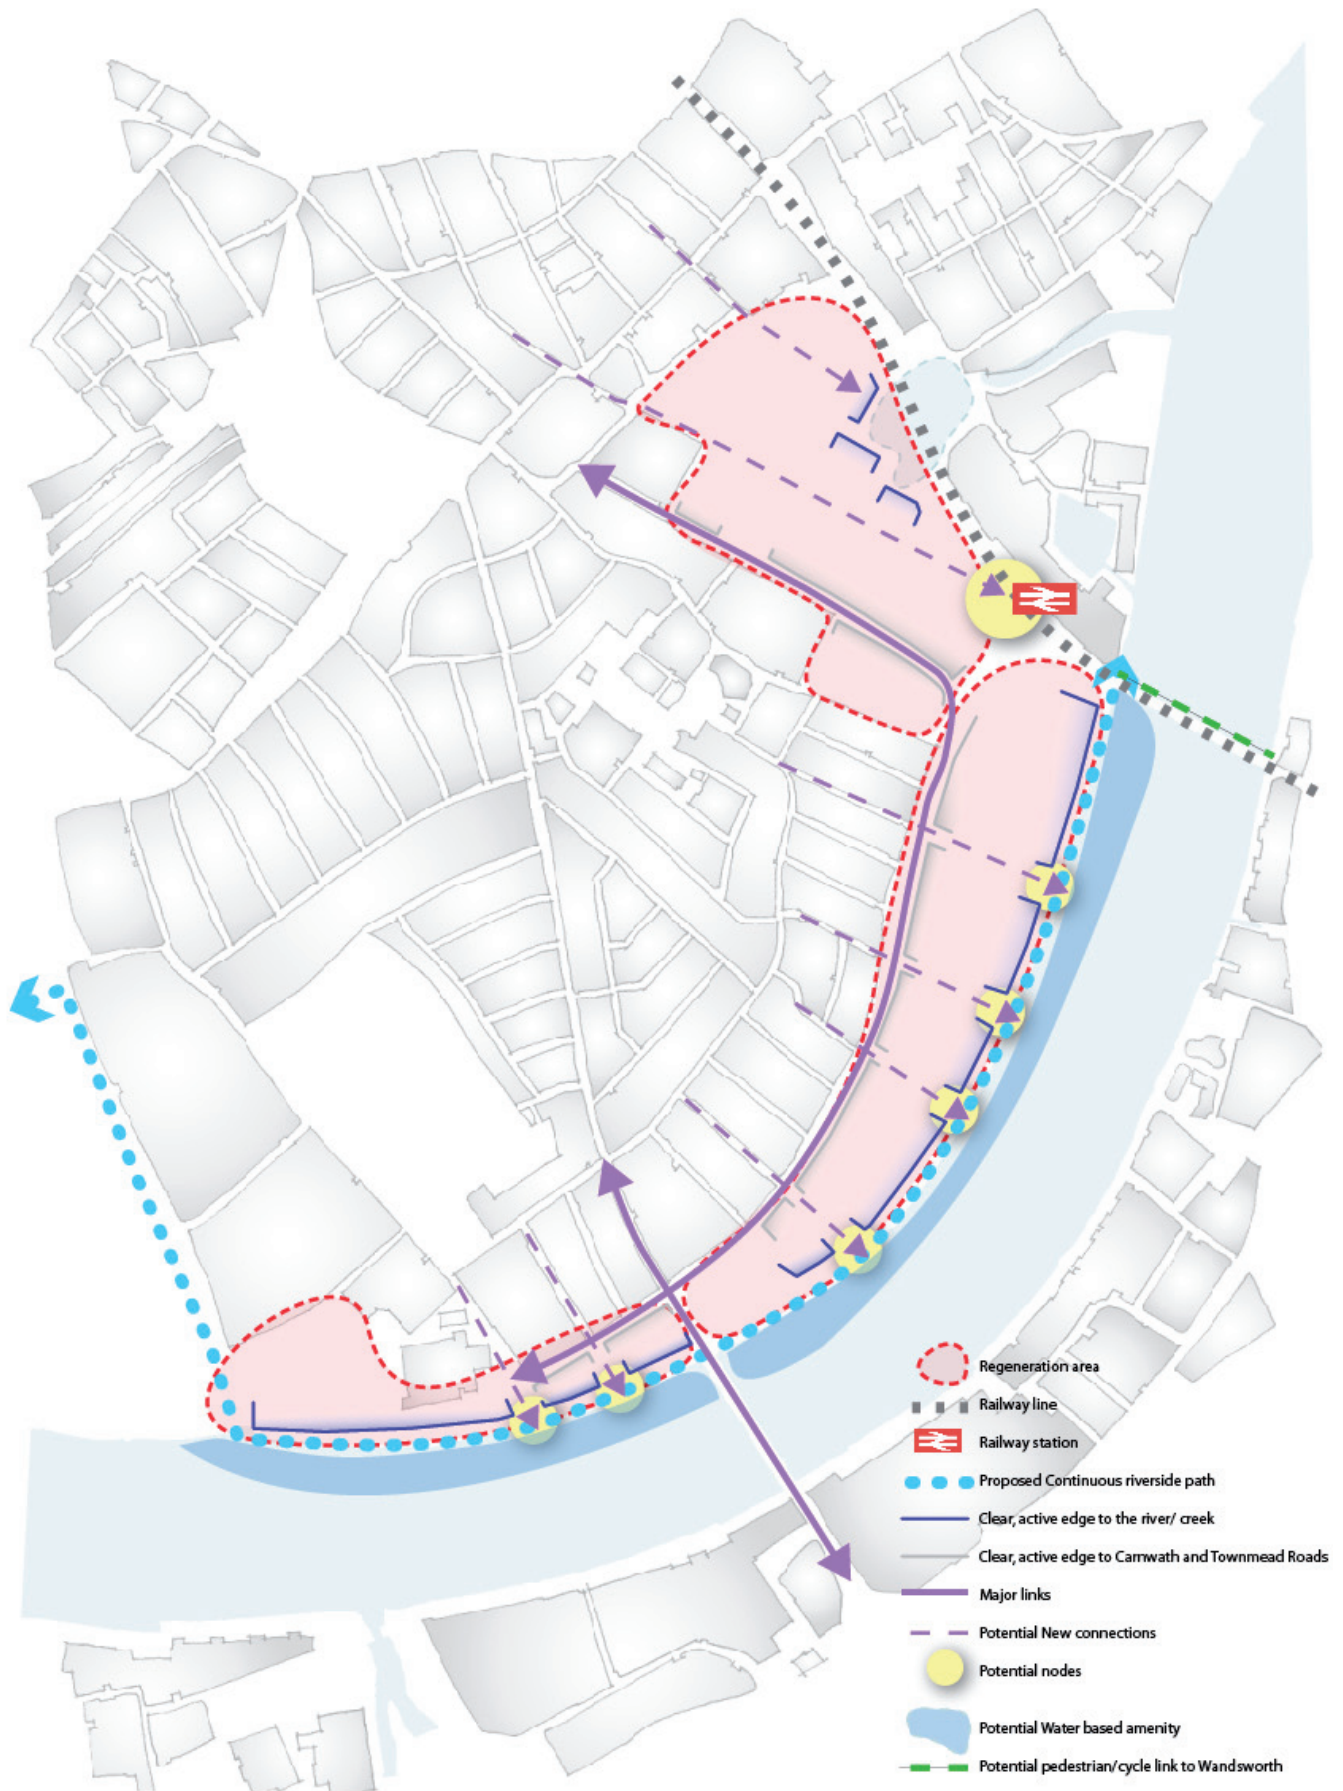 Regeneration area
Railway line
Railway station
Proposed Continuous riverside path
Clear, active edge to the river/ creek
Clear, active edge to Carnwath and Townmead Roads
Major links
Potential New connections
Potential nodes
Potential Water based amenity
Potential pedestrian/cycle link to Wandsworth